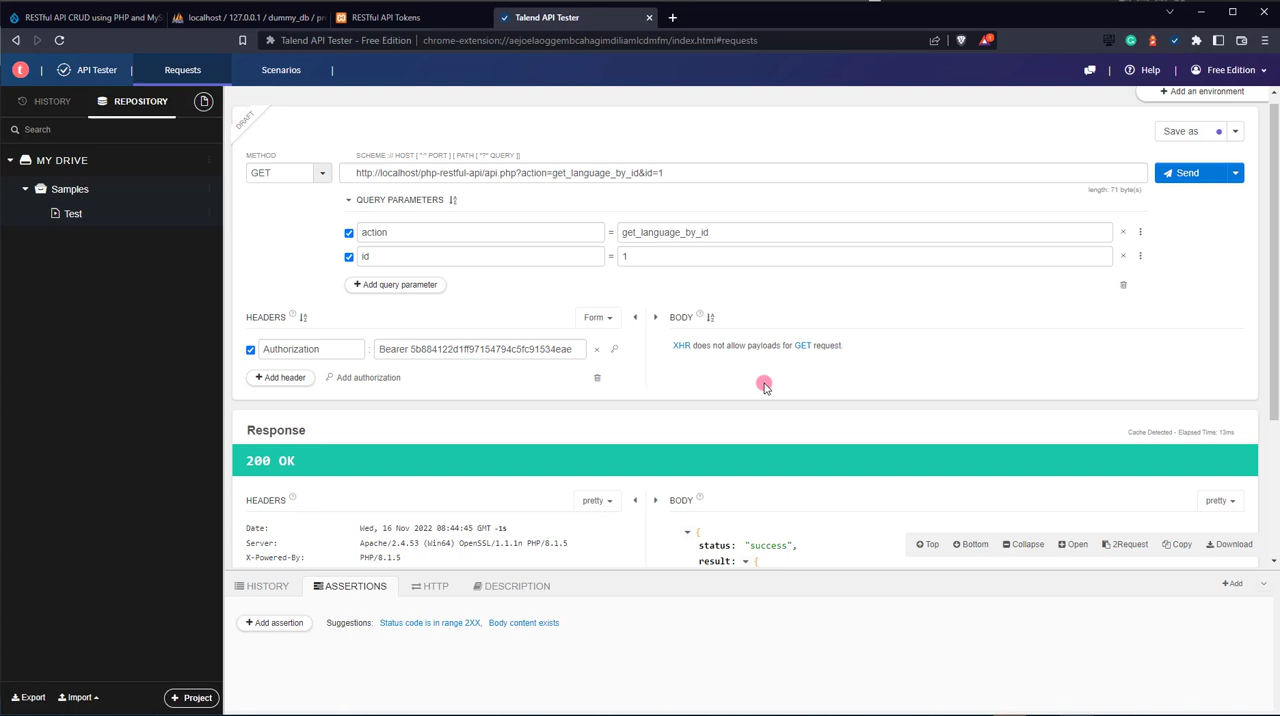 RESTful API CRUD using PHP and MyS
localhost / 127.0.0.1 / dummy_db / pr
RESTful API Tokens
Talend API Tester
Talend API Tester - Free Edition
chrome-extension://aejoelaoggembcahagimdiliamlcdmfm/index.html#requests
API Tester
Requests
Scenarios
Help
Free Edition
HISTORY
REPOSITORY
Search
MY DRIVE
Samples
Test
Export
Import
+ Project
+ Add an environment
DRAFT
Save as
METHOD
SCHEME :// HOST [ ":" PORT ] [ PATH [ "?" QUERY ]]
GET
http://localhost/php-restful-api/api.php?action=get_language_by_id&id=1
Send
length: 71 byte(s)
QUERY PARAMETERS
action = get_language_by_id
id = 1
+ Add query parameter
HEADERS
Form
BODY
Authorization : Bearer 5b884122d1ff97154794c5fc91534eae
XHR does not allow payloads for GET request.
+ Add header
Add authorization
Response
Cache Detected - Elapsed Time: 13ms
200 OK
HEADERS
pretty
BODY
pretty
Date: Wed, 16 Nov 2022 08:44:45 GMT -1s
Server: Apache/2.4.53 (Win64) OpenSSL/1.1.1n PHP/8.1.5
X-Powered-By: PHP/8.1.5
{
status: "success",
result: {
Top
Bottom
Collapse
Open
2Request
Copy
Download
HISTORY
ASSERTIONS
HTTP
DESCRIPTION
+ Add
+ Add assertion
Suggestions: Status code is in range 2XX, Body content exists